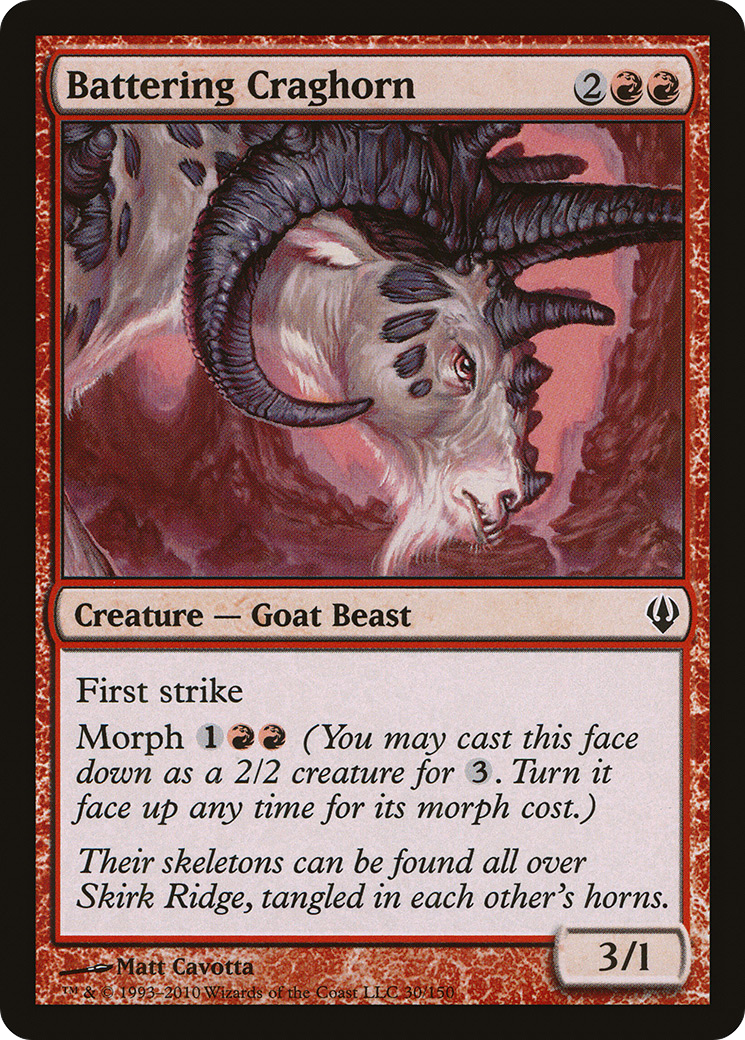 Battering Craghorn 2
Creature — Goat Beast
First strike
Morph 1 (You may cast this face
down as a 2/2 creature for 3. Turn it
face up any time for its morph cost.)
Their skeletons can be found all over
Skirk Ridge, tangled in each other's horns.
3/1
Matt Cavotta
™ & © 1993–2010 Wizards of the Coast LLC 30/150